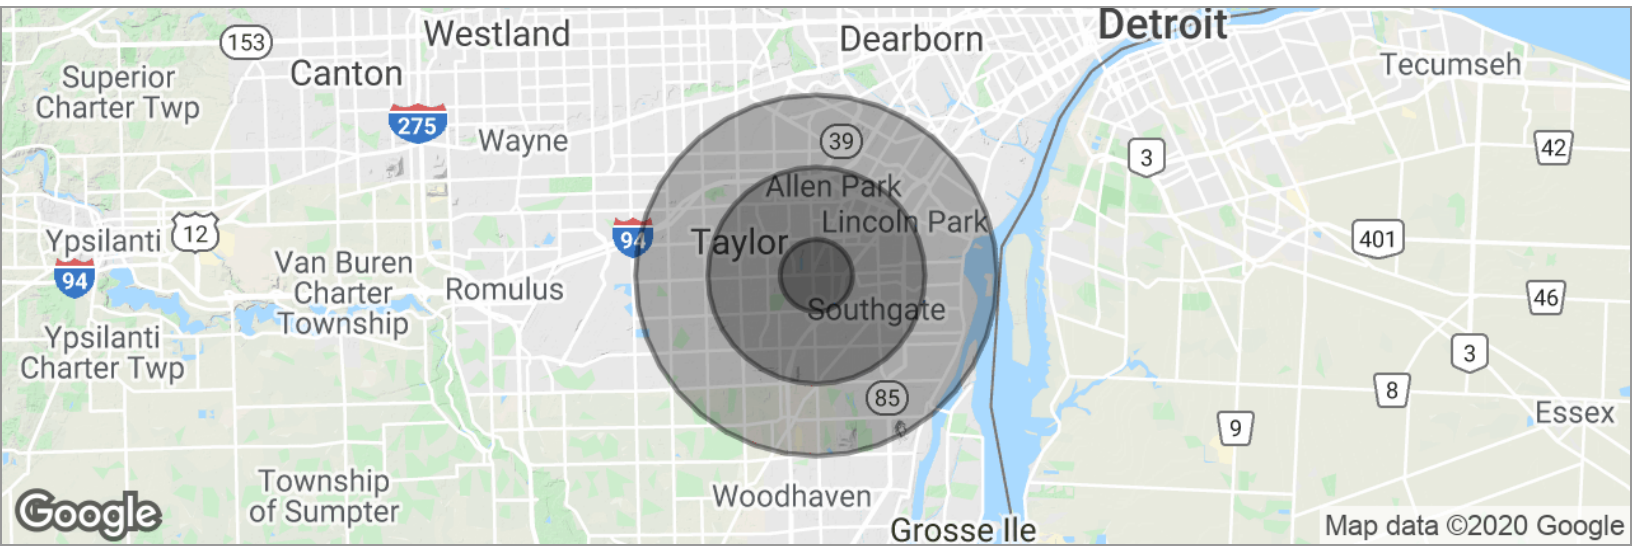 Detroit
Westland
Dearborn
153
Canton
Tecumseh
Superior
Charter Twp
275
Wayne
39
3
42
Allen Park
Lincoln Park
12
Ypsilanti
94
Taylor
401
94
Van Buren
Charter
Township
Romulus
46
Southgate
Ypsilanti
Charter Twp
3
85
8
Essex
9
Township
of Sumpter
Woodhaven
Google
Grosse Ile
Map data ©2020 Google